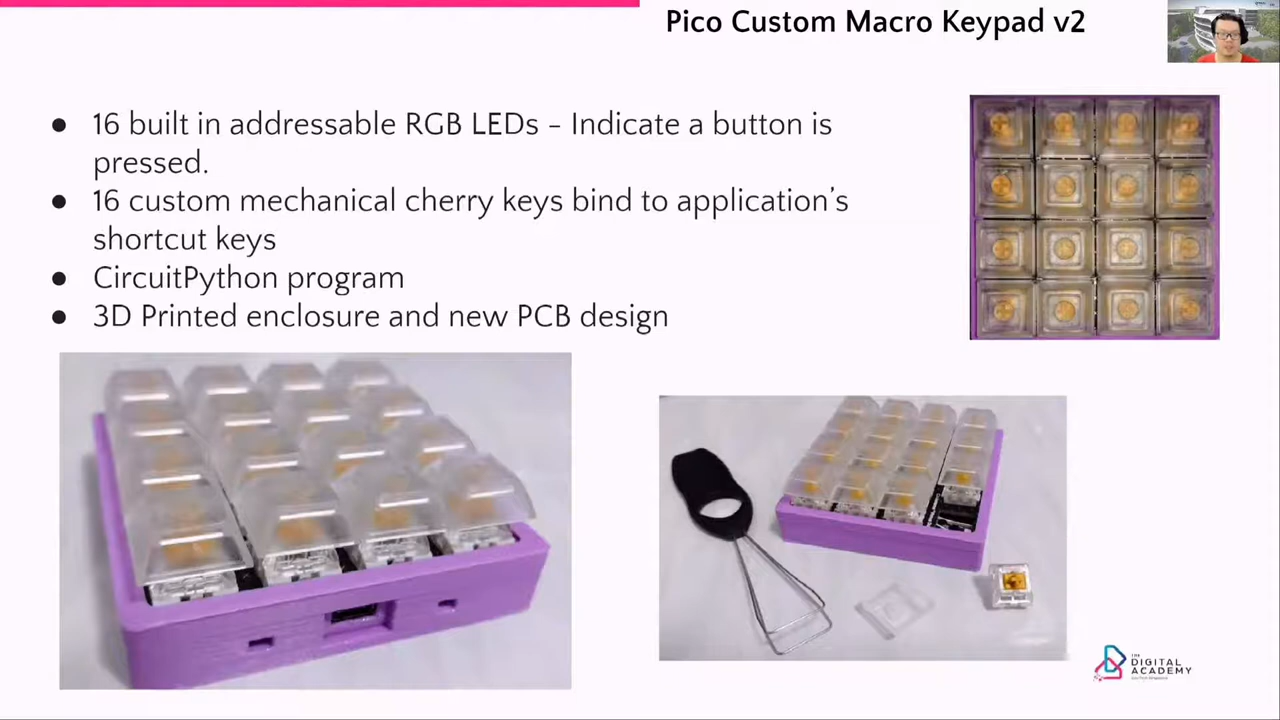 Pico Custom Macro Keypad v2
● 16 built in addressable RGB LEDs – Indicate a button is
pressed.
● 16 custom mechanical cherry keys bind to application's
shortcut keys
● CircuitPython program
● 3D Printed enclosure and new PCB design
THE
DIGITAL
ACADEMY